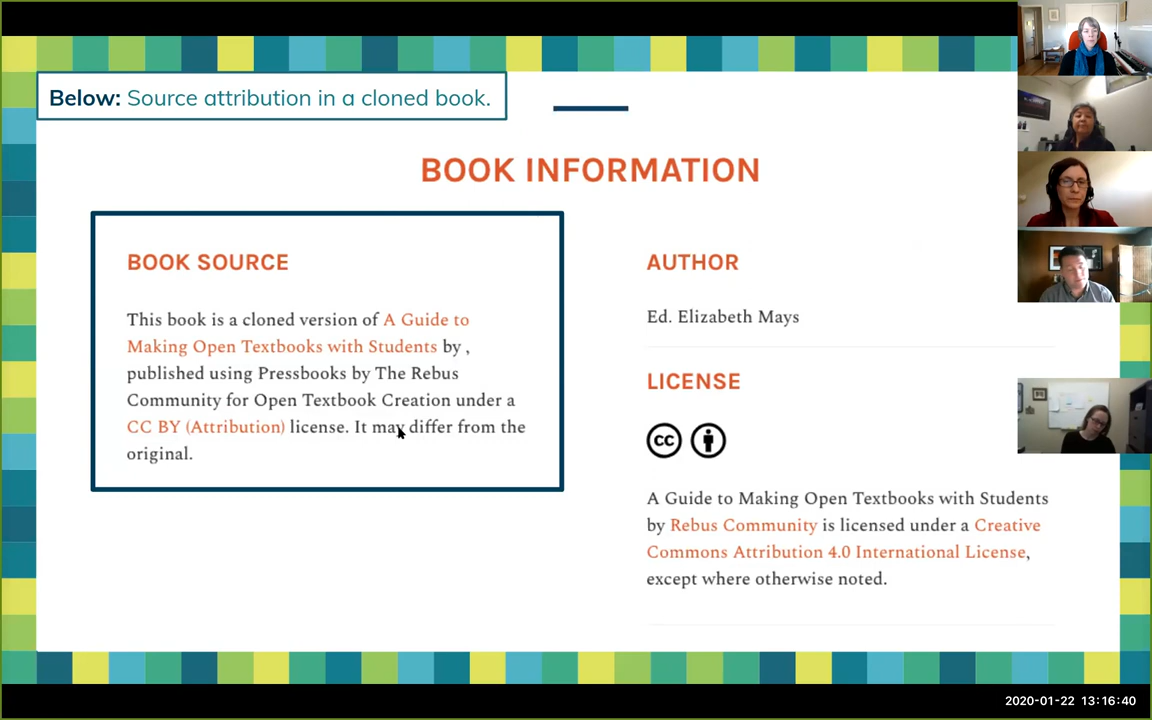 Below: Source attribution in a cloned book.
BOOK INFORMATION
BOOK SOURCE
This book is a cloned version of A Guide to
Making Open Textbooks with Students by ,
published using Pressbooks by The Rebus
Community for Open Textbook Creation under a
CC BY (Attribution) license. It may differ from the
original.
AUTHOR
Ed. Elizabeth Mays
LICENSE
cc
A Guide to Making Open Textbooks with Students
by Rebus Community is licensed under a Creative
Commons Attribution 4.0 International License,
except where otherwise noted.
2020-01-22 13:16:40